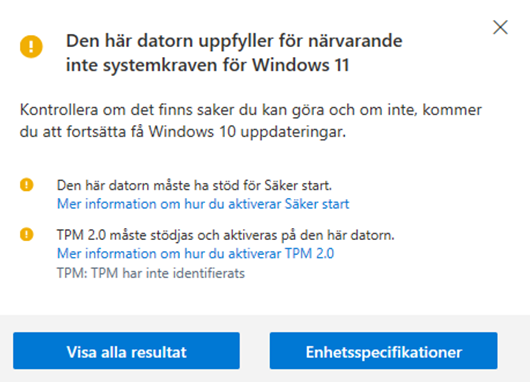 Den här datorn uppfyller för närvarande
inte systemkraven för Windows 11
Kontrollera om det finns saker du kan göra och om inte, kommer
du att fortsätta få Windows 10 uppdateringar.
Den här datorn måste ha stöd för Säker start.
Mer information om hur du aktiverar Säker start
TPM 2.0 måste stödjas och aktiveras på den här datorn.
Mer information om hur du aktiverar TPM 2.0
TPM: TPM har inte identifierats
Visa alla resultat
Enhetsspecifikationer